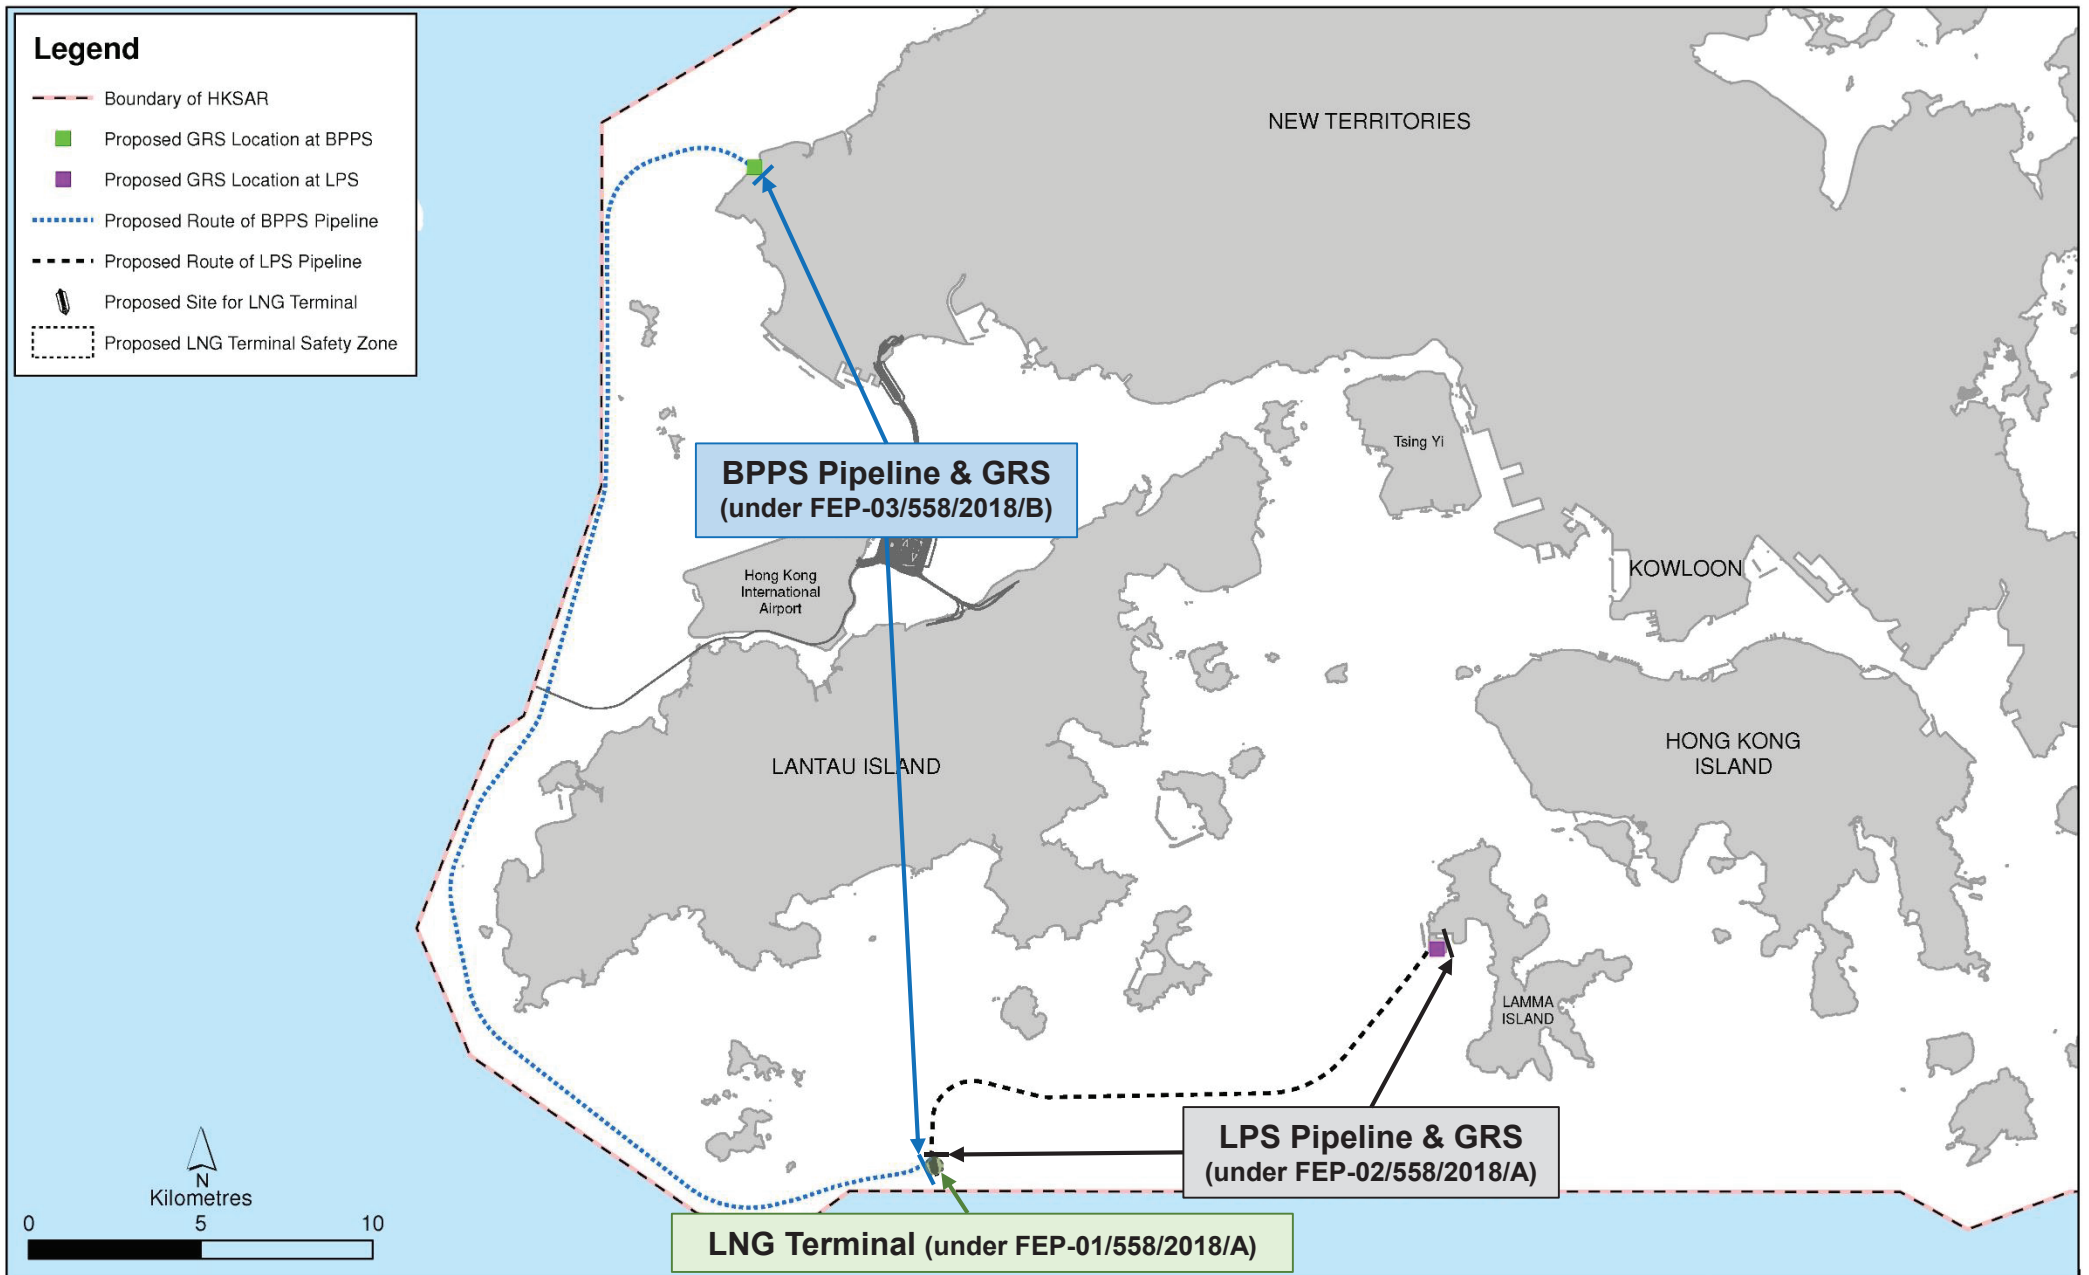 Legend
Boundary of HKSAR
Proposed GRS Location at BPPS
Proposed GRS Location at LPS
Proposed Route of BPPS Pipeline
Proposed Route of LPS Pipeline
Proposed Site for LNG Terminal
Proposed LNG Terminal Safety Zone
NEW TERRITORIES
Tsing Yi
BPPS Pipeline & GRS
(under FEP-03/558/2018/B)
Hong Kong
International
Airport
KOWLOON
LANTAU ISLAND
HONG KONG
ISLAND
LAMMA
ISLAND
LPS Pipeline & GRS
(under FEP-02/558/2018/A)
LNG Terminal (under FEP-01/558/2018/A)
N
Kilometres
0 5 10